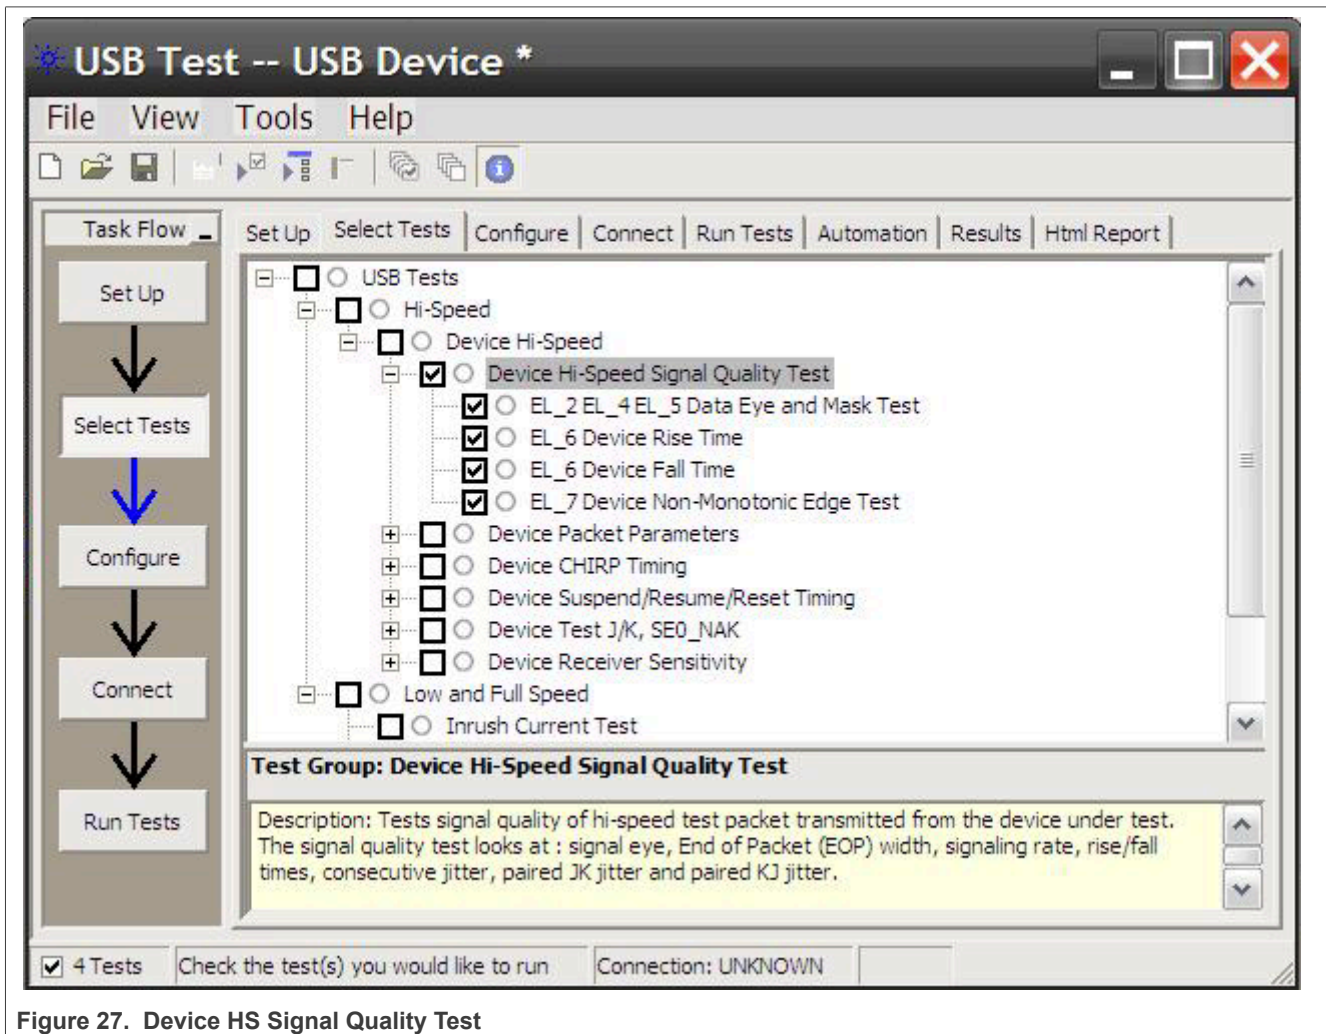 USB Test -- USB Device *
File View Tools Help
Task Flow
Set Up
Select Tests
Configure
Connect
Run Tests
Set Up Select Tests Configure Connect Run Tests Automation Results Html Report
USB Tests
Hi-Speed
Device Hi-Speed
Device Hi-Speed Signal Quality Test
EL_2 EL_4 EL_5 Data Eye and Mask Test
EL_6 Device Rise Time
EL_6 Device Fall Time
EL_7 Device Non-Monotonic Edge Test
Device Packet Parameters
Device CHIRP Timing
Device Suspend/Resume/Reset Timing
Device Test J/K, SE0_NAK
Device Receiver Sensitivity
Low and Full Speed
Inrush Current Test
Test Group: Device Hi-Speed Signal Quality Test
Description: Tests signal quality of hi-speed test packet transmitted from the device under test.
The signal quality test looks at : signal eye, End of Packet (EOP) width, signaling rate, rise/fall
times, consecutive jitter, paired JK jitter and paired KJ jitter.
4 Tests Check the test(s) you would like to run Connection: UNKNOWN
Figure 27. Device HS Signal Quality Test